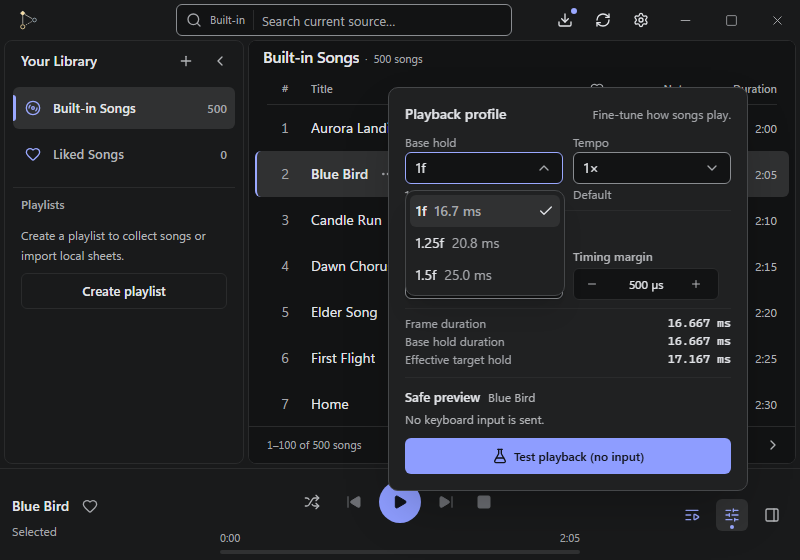 Built-in
Search current source...
Your Library
Built-in Songs 500
Liked Songs 0
Playlists
Create a playlist to collect songs or
import local sheets.
Create playlist
Built-in Songs · 500 songs
# Title Duration
1 Aurora Land 2:00
2 Blue Bird 2:05
3 Candle Run 2:10
4 Dawn Choru 2:15
5 Elder Song 2:20
6 First Flight 2:25
7 Home 2:30
1–100 of 500 songs
Playback profile
Fine-tune how songs play.
Base hold
1f
1f 16.7 ms
1.25f 20.8 ms
1.5f 25.0 ms
Tempo
1×
Default
Timing margin
− 500 µs +
Frame duration 16.667 ms
Base hold duration 16.667 ms
Effective target hold 17.167 ms
Safe preview Blue Bird
No keyboard input is sent.
Test playback (no input)
Blue Bird
Selected
0:00
2:05